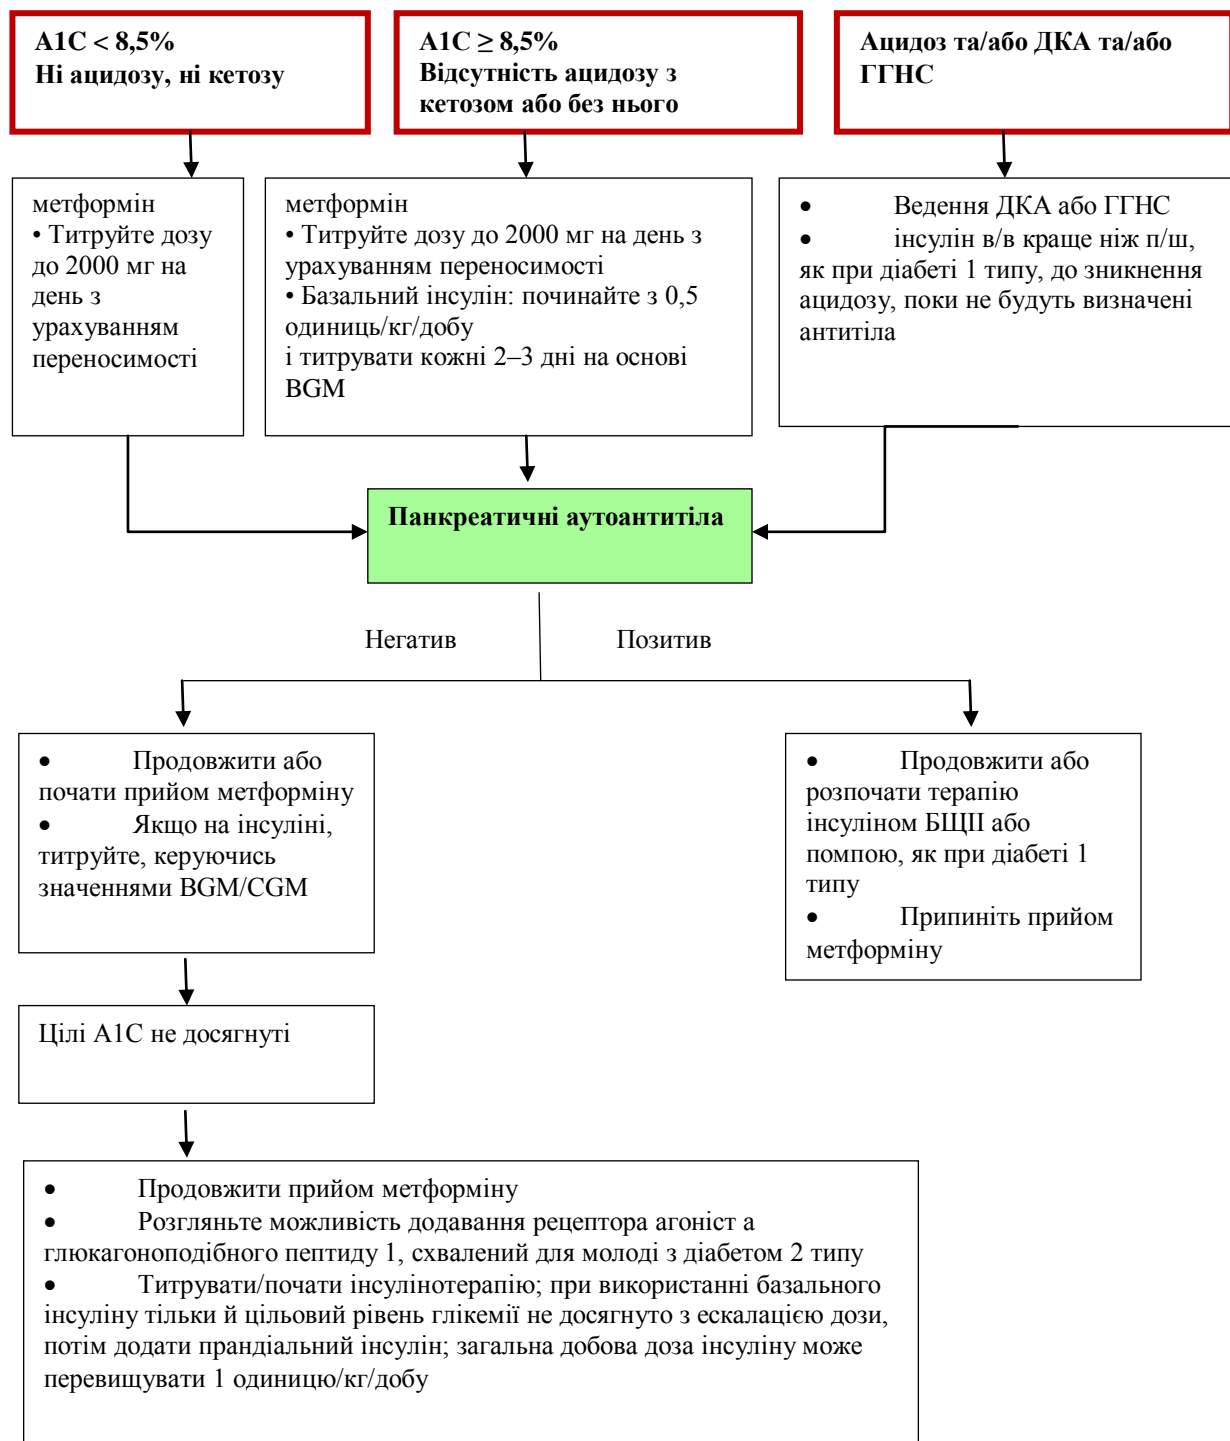 А1С < 8,5%
Ні ацидозу, ні кетозу
А1С ≥ 8,5%
Відсутність ацидозу з
кетозом або без нього
Ацидоз та/або ДКА та/або
ГГНС
метформін
• Титруйте дозу
до 2000 мг на
день з
урахуванням
переносимості
метформін
• Титруйте дозу до 2000 мг на день з
урахуванням переносимості
• Базальний інсулін: починайте з 0,5
одиниць/кг/добу
і титрувати кожні 2–3 дні на основі
BGM
• Ведення ДКА або ГГНС
• інсулін в/в краще ніж п/ш,
як при діабеті 1 типу, до зникнення
ацидозу, поки не будуть визначені
антитіла
Панкреатичні аутоантитіла
Негатив
Позитив
• Продовжити або
почати прийом метформіну
• Якщо на інсуліні,
титруйте, керуючись
значеннями BGM/CGM
• Продовжити або
розпочати терапію
інсуліном БЩІІ або
помпою, як при діабеті 1
типу
• Припиніть прийом
метформіну
Цілі А1С не досягнуті
• Продовжити прийом метформіну
• Розгляньте можливість додавання рецептора агоніст а
глюкагоноподібного пептиду 1, схвалений для молоді з діабетом 2 типу
• Титрувати/почати інсулінотерапію; при використанні базального
інсуліну тільки й цільовий рівень глікемії не досягнуто з ескалацією дози,
потім додати прандіальний інсулін; загальна добова доза інсуліну може
перевищувати 1 одиницю/кг/добу